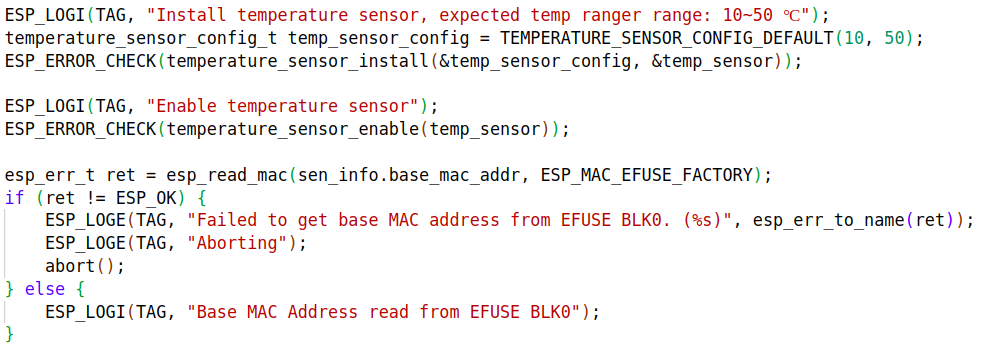 ESP_LOGI(TAG, "Install temperature sensor, expected temp ranger range: 10~50 ℃");
temperature_sensor_config_t temp_sensor_config = TEMPERATURE_SENSOR_CONFIG_DEFAULT(10, 50);
ESP_ERROR_CHECK(temperature_sensor_install(&temp_sensor_config, &temp_sensor));

ESP_LOGI(TAG, "Enable temperature sensor");
ESP_ERROR_CHECK(temperature_sensor_enable(temp_sensor));

esp_err_t ret = esp_read_mac(sen_info.base_mac_addr, ESP_MAC_EFUSE_FACTORY);
if (ret != ESP_OK) {
    ESP_LOGE(TAG, "Failed to get base MAC address from EFUSE BLK0. (%s)", esp_err_to_name(ret));
    ESP_LOGE(TAG, "Aborting");
    abort();
} else {
    ESP_LOGI(TAG, "Base MAC Address read from EFUSE BLK0");
}